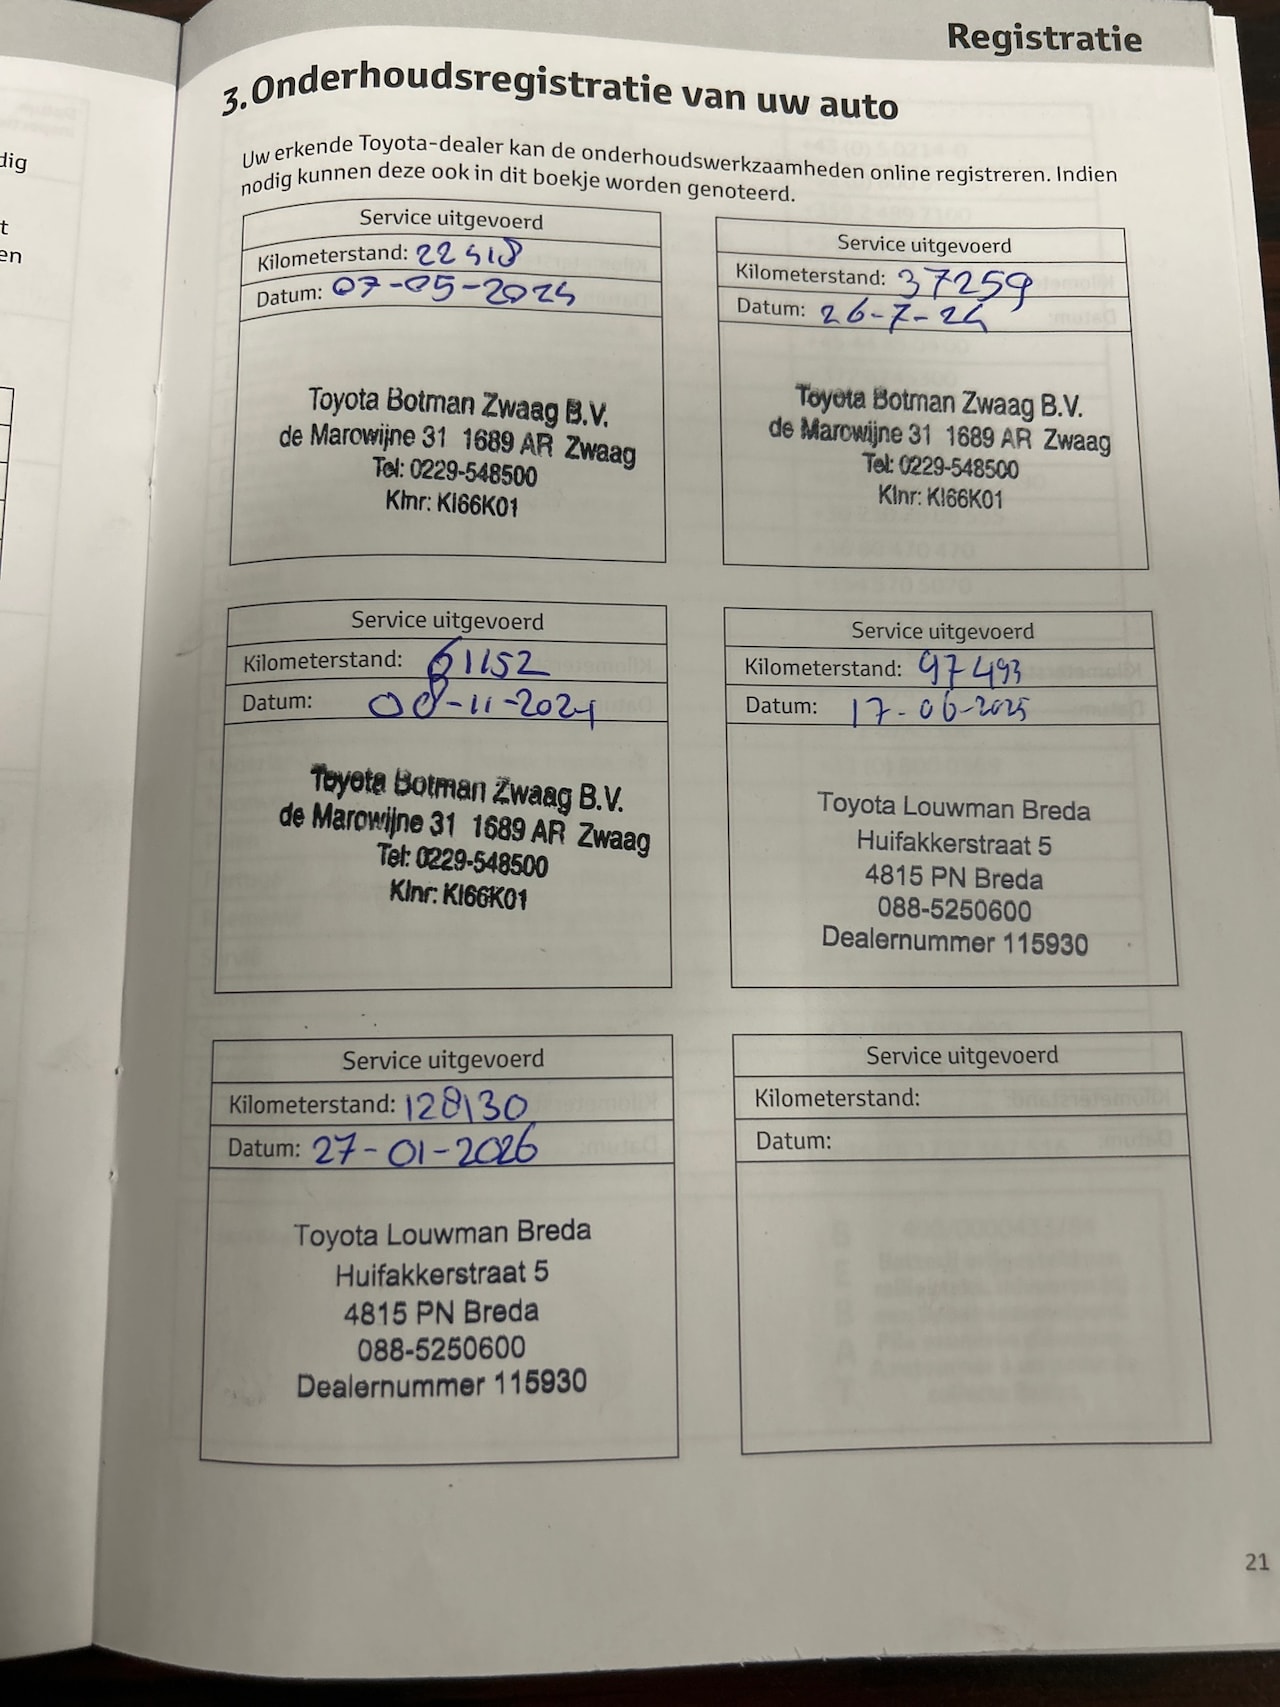 Registratie
3. Onderhoudsregistratie van uw auto
Uw erkende Toyota-dealer kan de onderhoudswerkzaamheden online registreren. Indien
nodig kunnen deze ook in dit boekje worden genoteerd.
Service uitgevoerd
Kilometerstand: 22418
Datum: 07-05-2024
Toyota Botman Zwaag B.V.
de Marowijne 31 1689 AR Zwaag
Tel: 0229-548500
Klnr: KI66K01
Service uitgevoerd
Kilometerstand: 37259
Datum: 26-7-24
Toyota Botman Zwaag B.V.
de Marowijne 31 1689 AR Zwaag
Tel: 0229-548500
Klnr: KI66K01
Service uitgevoerd
Kilometerstand: 61152
Datum: 08-11-2024
Toyota Botman Zwaag B.V.
de Marowijne 31 1689 AR Zwaag
Tel: 0229-548500
Klnr: KI66K01
Service uitgevoerd
Kilometerstand: 97493
Datum: 17-06-2025
Toyota Louwman Breda
Huifakkerstraat 5
4815 PN Breda
088-5250600
Dealernummer 115930
Service uitgevoerd
Kilometerstand: 128130
Datum: 27-01-2026
Toyota Louwman Breda
Huifakkerstraat 5
4815 PN Breda
088-5250600
Dealernummer 115930
Service uitgevoerd
Kilometerstand:
Datum:
21